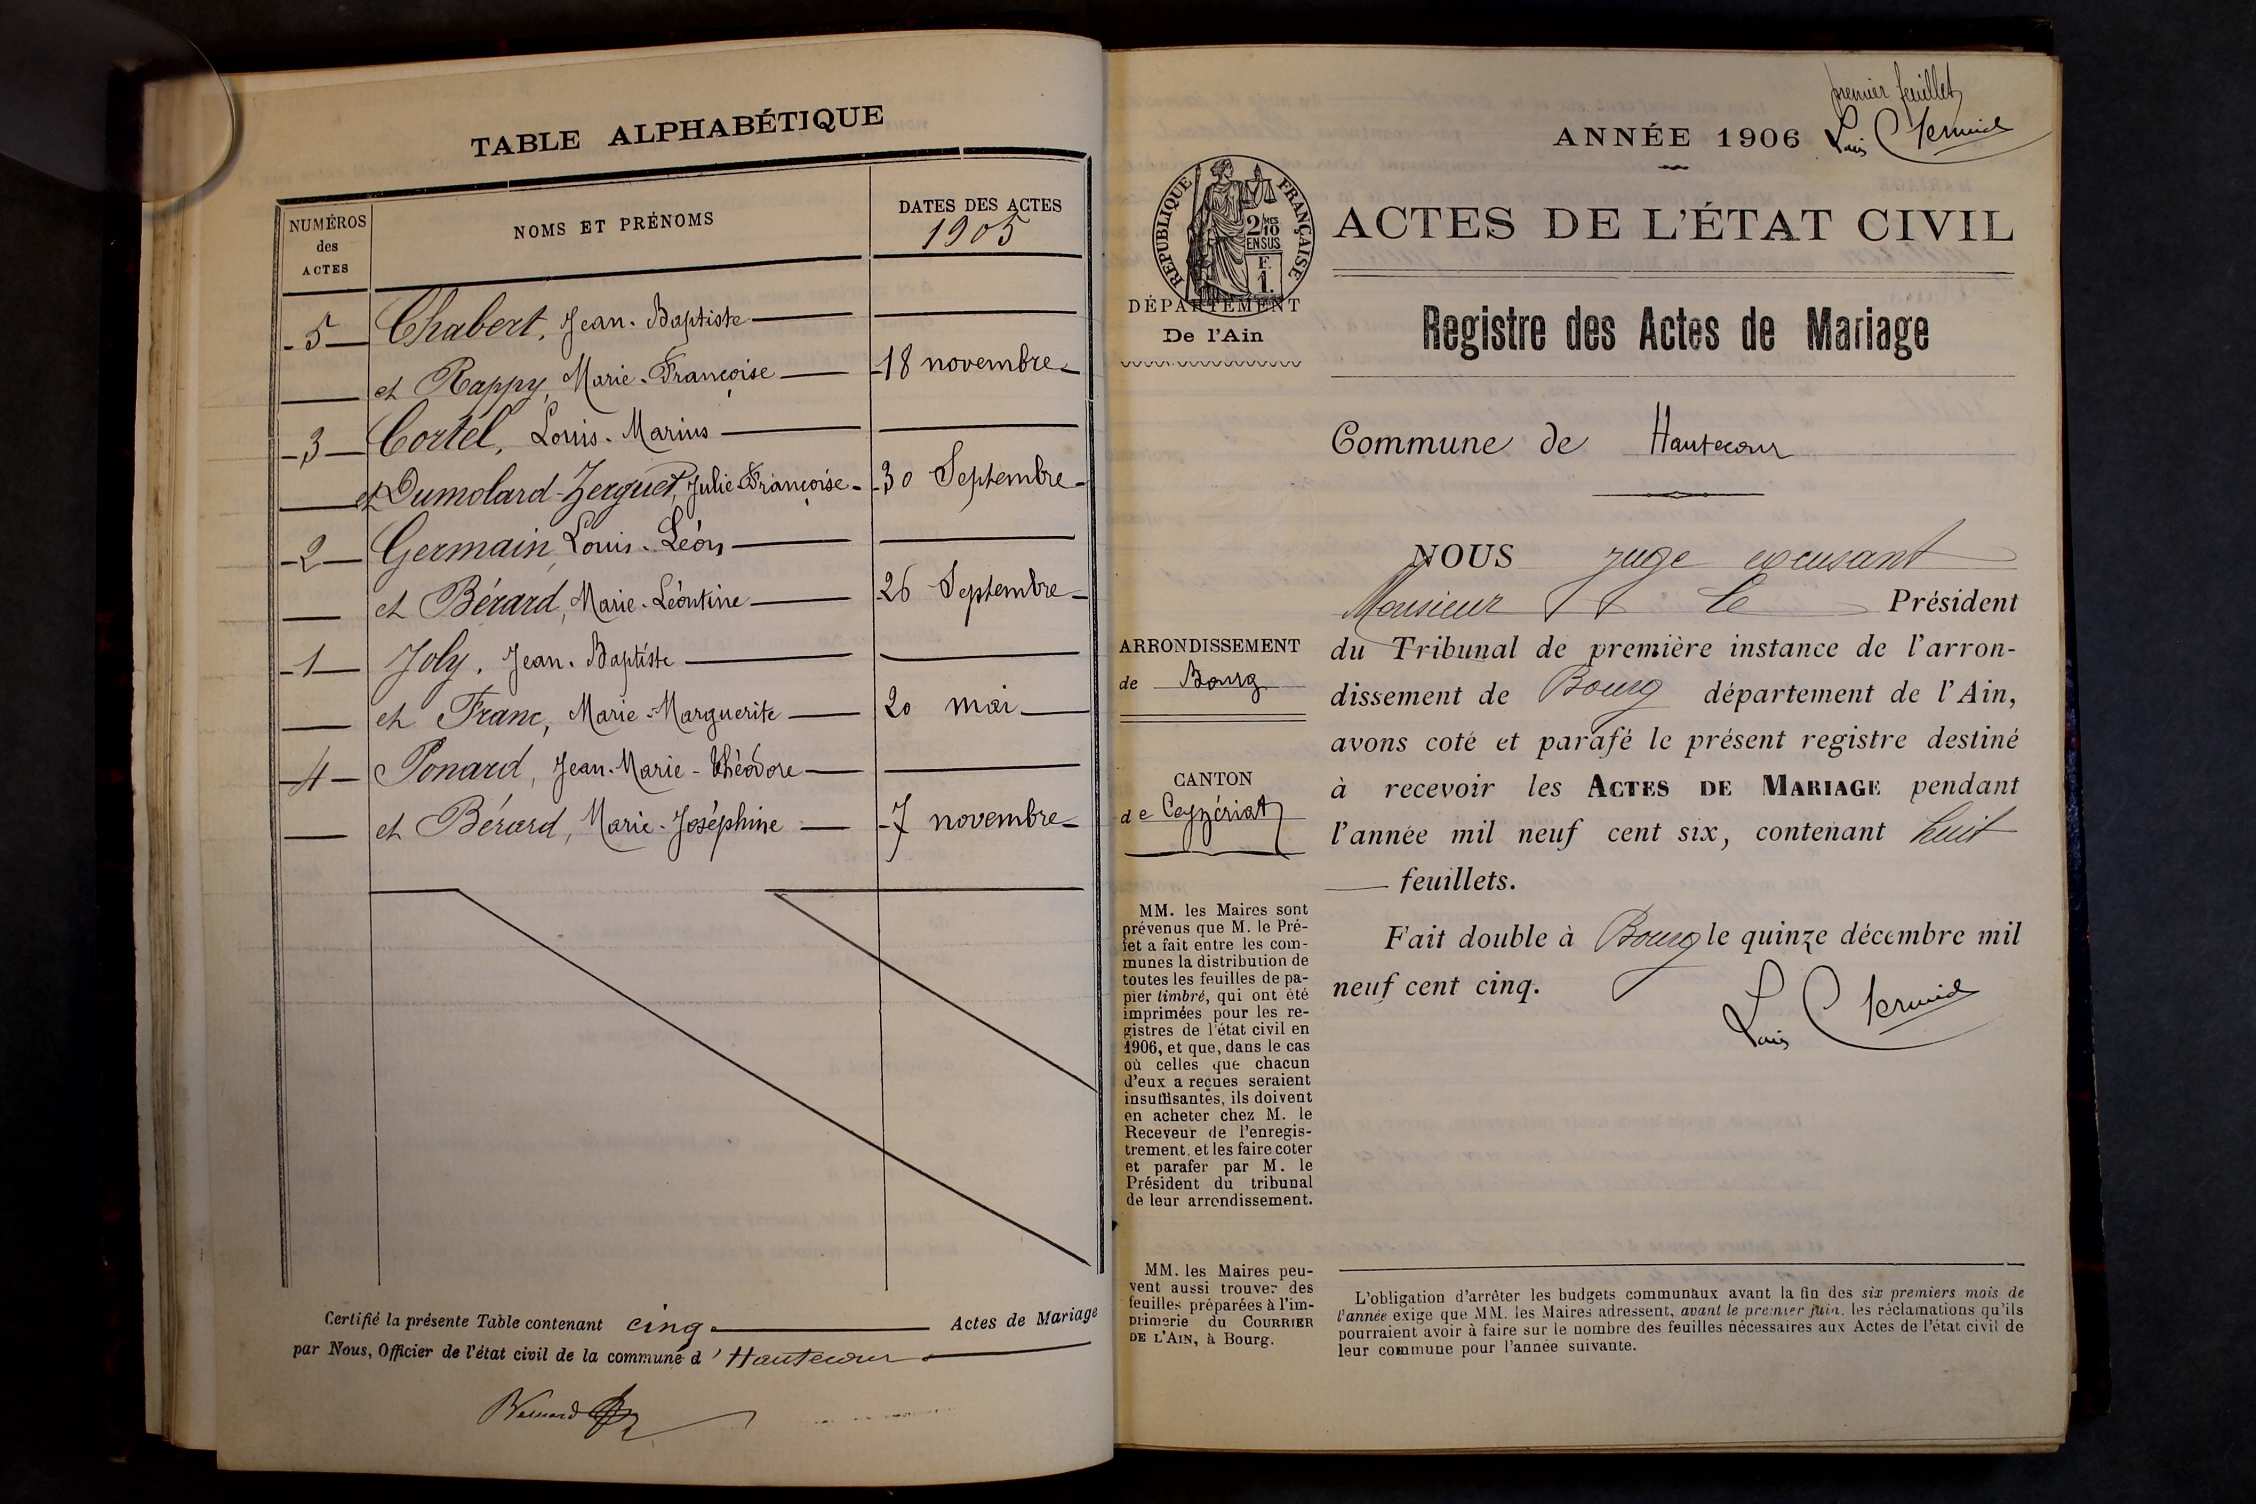 TABLE ALPHABÉTIQUE
NUMÉROS des ACTES
NOMS ET PRÉNOMS
DATES DES ACTES
1905
5 Chabert, Jean-Baptiste
et Rappy, Marie-Françoise 18 novembre
3 Cortel, Louis-Marius
et Dumolard-Zerguet, Julie-Françoise 30 Septembre
2 Germain, Louis-Léon
et Bérard, Marie-Léontine 26 Septembre
1 Joly, Jean-Baptiste
et Franc, Marie-Marguerite 20 mai
4 Ponard, Jean-Marie-Théodore
et Bérard, Marie-Joséphine 7 novembre
Certifié la présente Table contenant cinq Actes de Mariage
par Nous, Officier de l'état civil de la commune d'Hautecour
premier feuillet
ANNÉE 1906
RÉPUBLIQUE FRANÇAISE
2/10
EN SUS
F.
1.
ACTES DE L'ÉTAT CIVIL
DÉPARTEMENT
De l'Ain
Registre des Actes de Mariage
Commune de Hautecour
ARRONDISSEMENT
de Bourg
CANTON
de Ceyzériat
MM. les Maires sont
prévenus que M. le Pré-
fet a fait entre les com-
munes la distribution de
toutes les feuilles de pa-
pier timbré, qui ont été
imprimées pour les re-
gistres de l'état civil en
1906, et que, dans le cas
où celles que chacun
d'eux a reçues seraient
insuffisantes, ils doivent
en acheter chez M. le
Receveur de l'enregis-
trement, et les faire coter
et parafer par M. le
Président du tribunal
de leur arrondissement.
MM. les Maires peu-
vent aussi trouver des
feuilles préparées à l'im-
primerie du COURRIER
DE L'AIN, à Bourg.
NOUS juge excusant
Monsieur le Président
du Tribunal de première instance de l'arron-
dissement de Bourg département de l'Ain,
avons coté et parafé le présent registre destiné
à recevoir les ACTES DE MARIAGE pendant
l'année mil neuf cent six, contenant huit
feuillets.
Fait double à Bourg le quinze décembre mil
neuf cent cinq.
L'obligation d'arrêter les budgets communaux avant la fin des six premiers mois de
l'année exige que MM. les Maires adressent, avant le premier juin, les réclamations qu'ils
pourraient avoir à faire sur le nombre des feuilles nécessaires aux Actes de l'état civil de
leur commune pour l'année suivante.